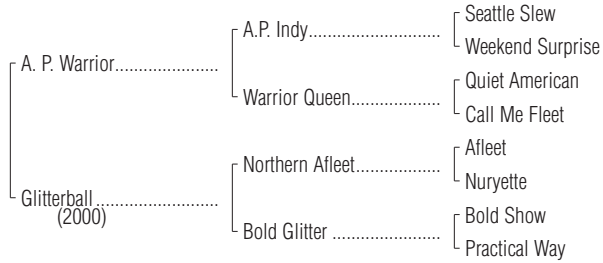 Seattle Slew
A.P. Indy
Weekend Surprise
A. P. Warrior
Quiet American
Warrior Queen
Call Me Fleet
Afleet
Northern Afleet
Nuryette
Glitterball
(2000)
Bold Show
Bold Glitter
Practical Way